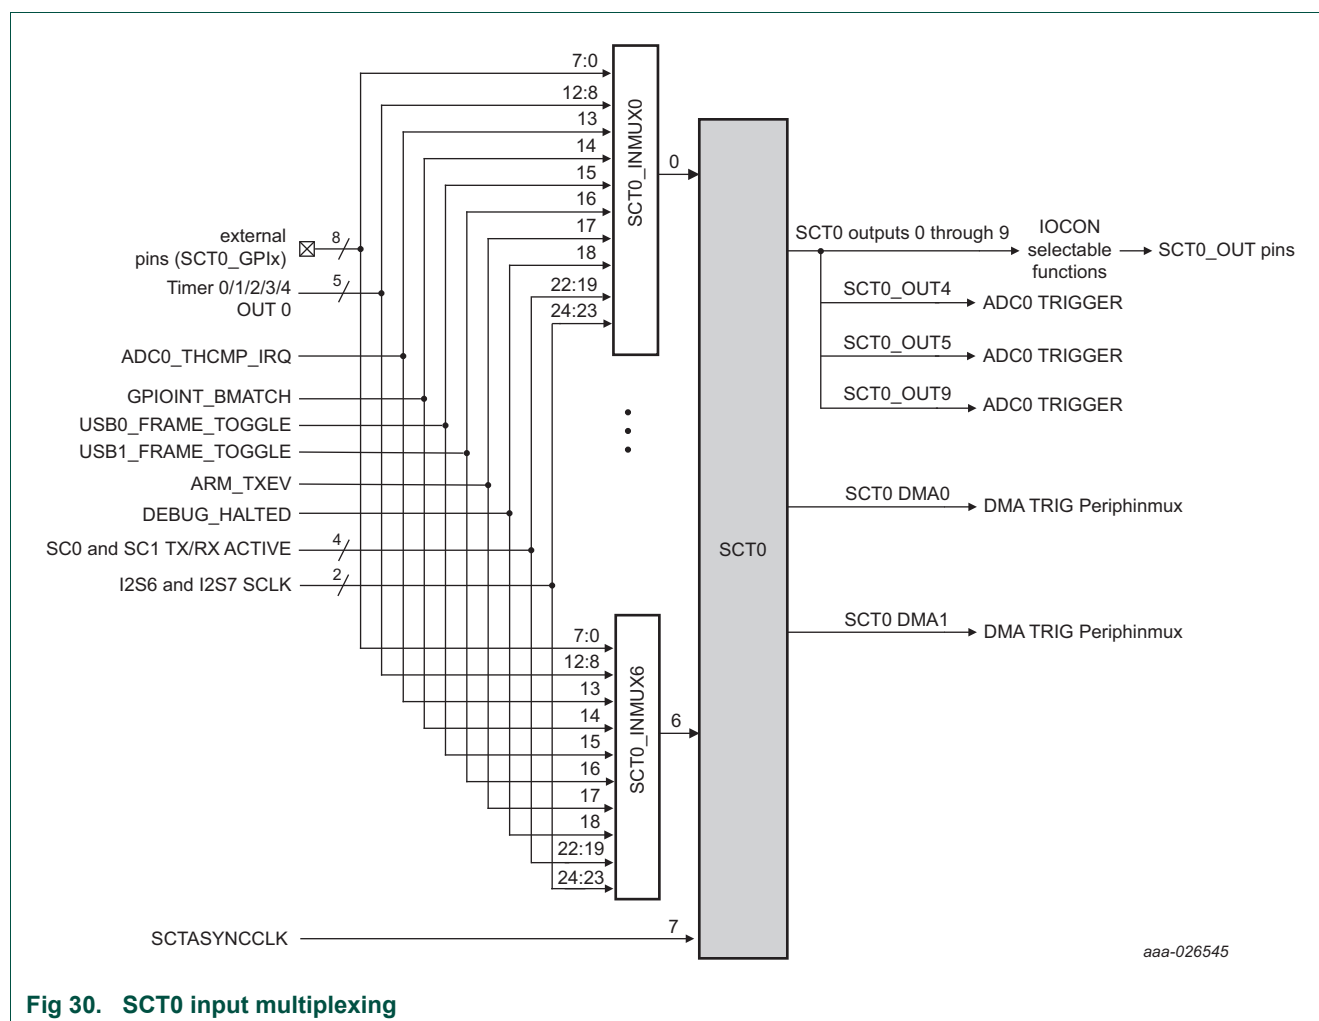 7:0
12:8
13
14
15
16
17
18
22:19
24:23
SCT0_INMUX0
0
external
pins (SCT0_GPIx)
8
Timer 0/1/2/3/4
OUT 0
5
ADC0_THCMP_IRQ
GPIOINT_BMATCH
USB0_FRAME_TOGGLE
USB1_FRAME_TOGGLE
ARM_TXEV
DEBUG_HALTED
SC0 and SC1 TX/RX ACTIVE
4
I2S6 and I2S7 SCLK
2
7:0
12:8
13
14
15
16
17
18
22:19
24:23
SCT0_INMUX6
6
SCTASYNCCLK
7
SCT0
SCT0 outputs 0 through 9
IOCON
selectable
functions
SCT0_OUT pins
SCT0_OUT4
ADC0 TRIGGER
SCT0_OUT5
ADC0 TRIGGER
SCT0_OUT9
ADC0 TRIGGER
SCT0 DMA0
DMA TRIG Periphinmux
SCT0 DMA1
DMA TRIG Periphinmux
aaa-026545
Fig 30. SCT0 input multiplexing